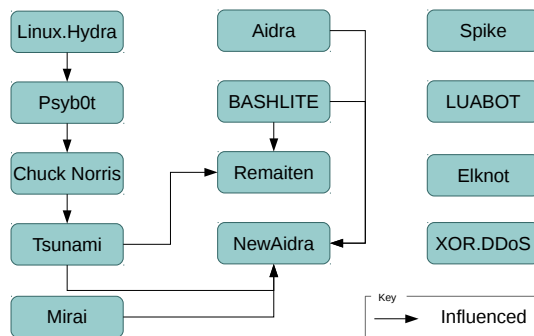 Linux.Hydra
Aidra
Spike
Psyb0t
BASHLITE
LUABOT
Chuck Norris
Remaiten
Elknot
Tsunami
NewAidra
XOR.DDoS
Mirai
Key
Influenced